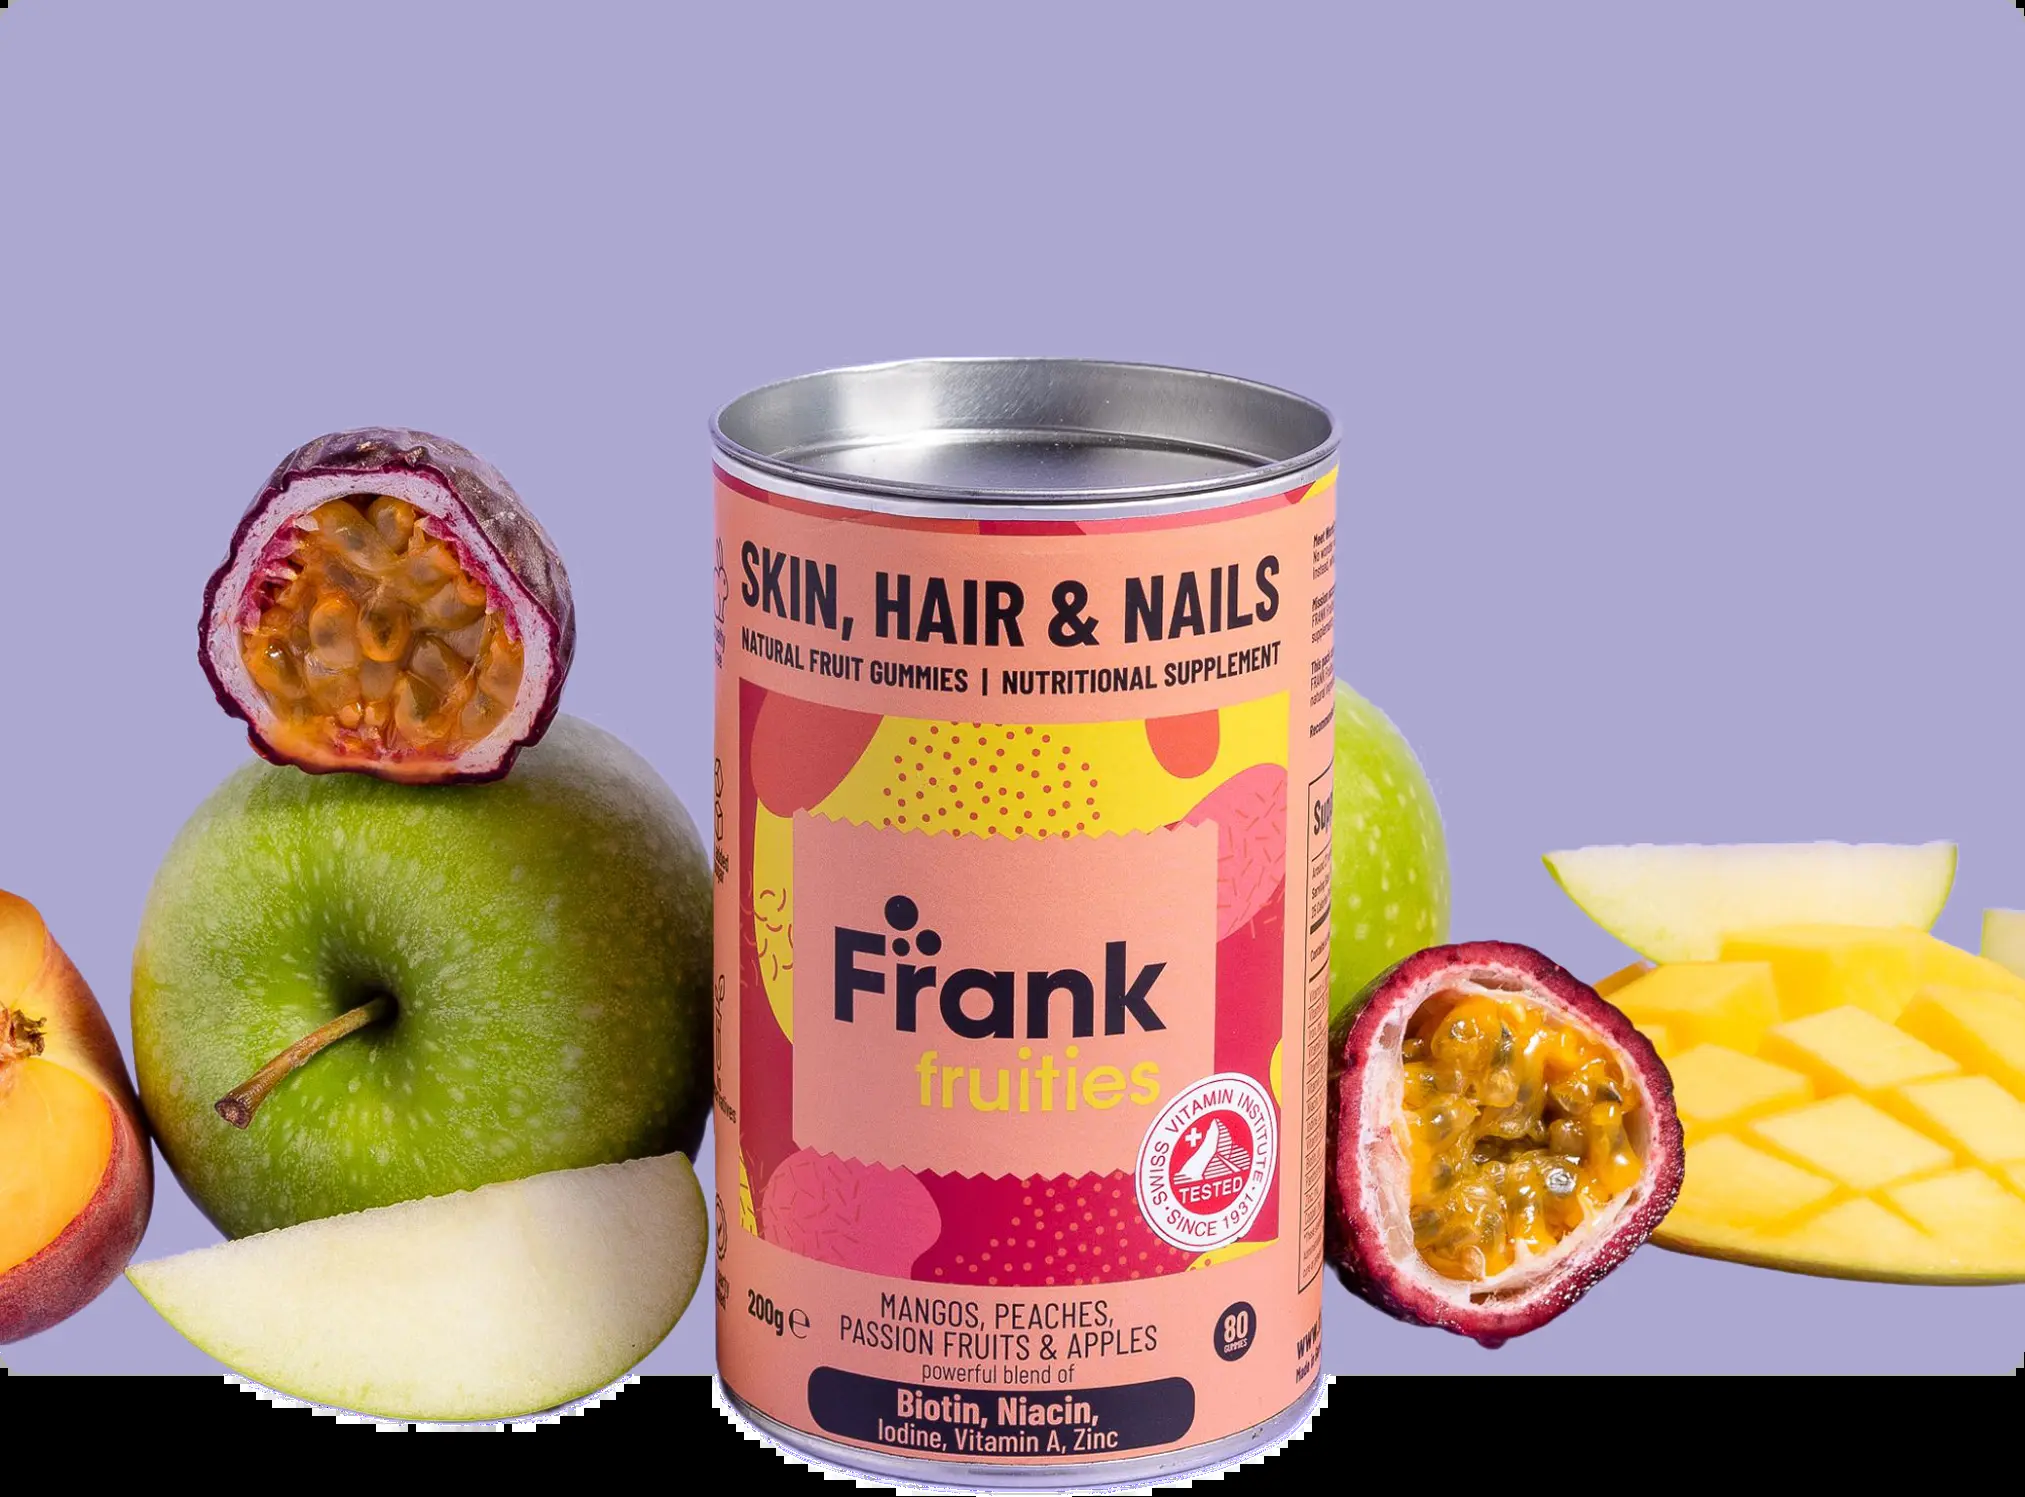 SKIN, HAIR & NAILS
NATURAL FRUIT GUMMIES | NUTRITIONAL SUPPLEMENT
Frank
fruities
SWISS VITAMIN INSTITUTE
TESTED
SINCE 1931
200g ℮
MANGOS, PEACHES,
PASSION FRUITS & APPLES
80
GUMMIES
powerful blend of
Biotin, Niacin,
Iodine, Vitamin A, Zinc